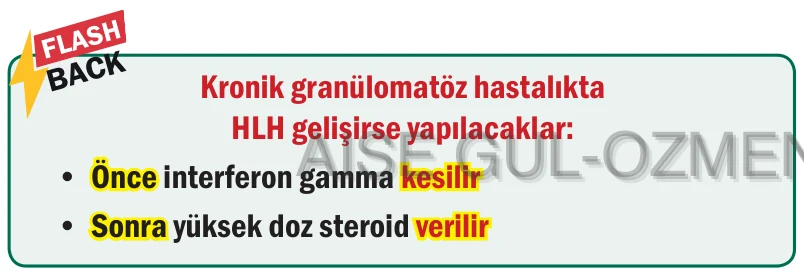 FLASH
BACK
Kronik granülomatöz hastalıkta
HLH gelişirse yapılacaklar:
AISE GUL-OZMEN
• Önce interferon gamma kesilir
• Sonra yüksek doz steroid verilir